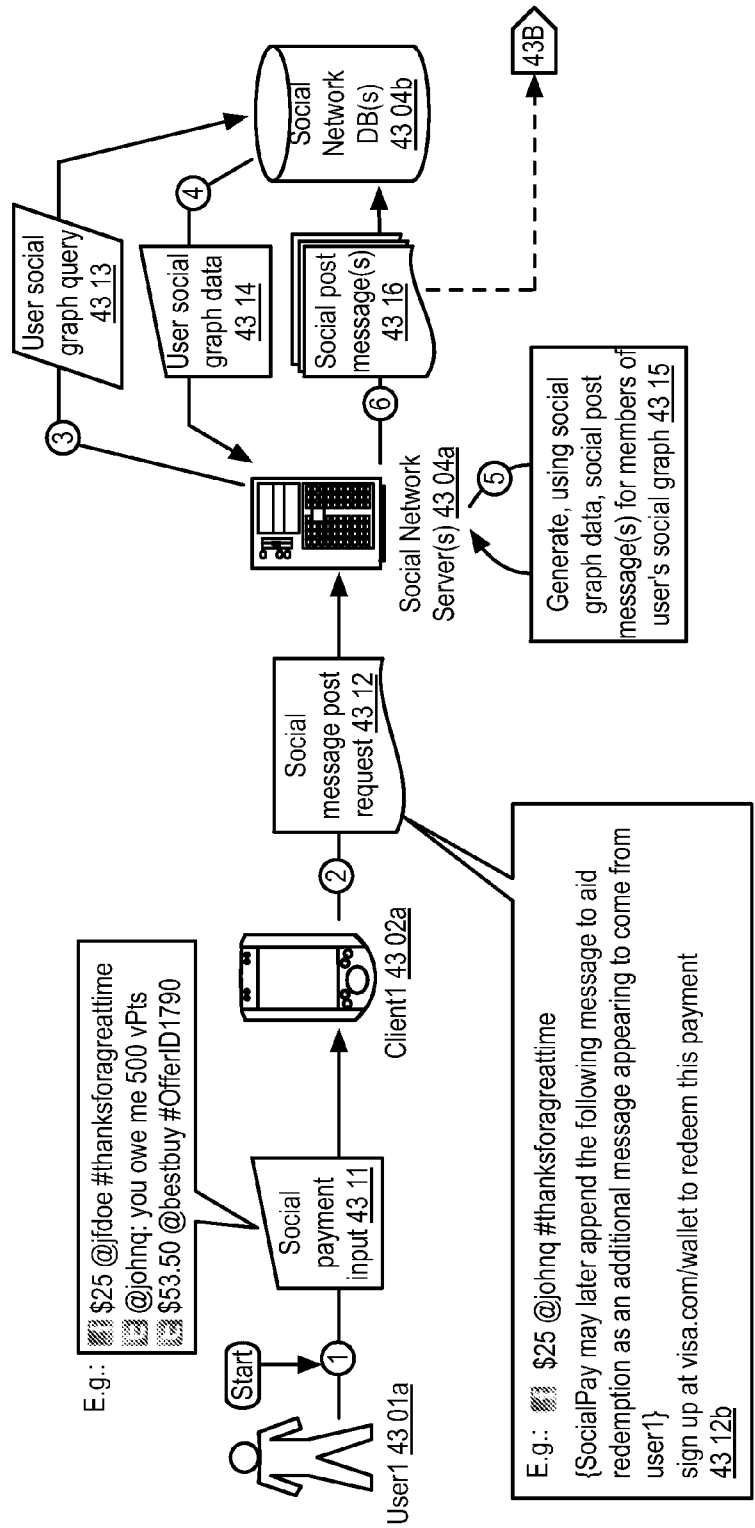 E.g.:
$25 @jfdoe #thanksforagreattime
@johnq: you owe me 500 vPts
$53.50 @bestbuy #OfferID1790
Start
1
User1 43 01a
Social
payment
input 43 11
Client1 43 02a
2
Social
message post
request 43 12
E.g.: $25 @johnq #thanksforagreattime
{SocialPay may later append the following message to aid
redemption as an additional message appearing to come from
user1}
sign up at visa.com/wallet to redeem this payment
43 12b
Social Network
Server(s) 43 04a
3
User social
graph query
43 13
4
User social
graph data
43 14
5
Generate, using social
graph data, social post
message(s) for members of
user's social graph 43 15
6
Social post
message(s)
43 16
Social
Network
DB(s)
43 04b
43B